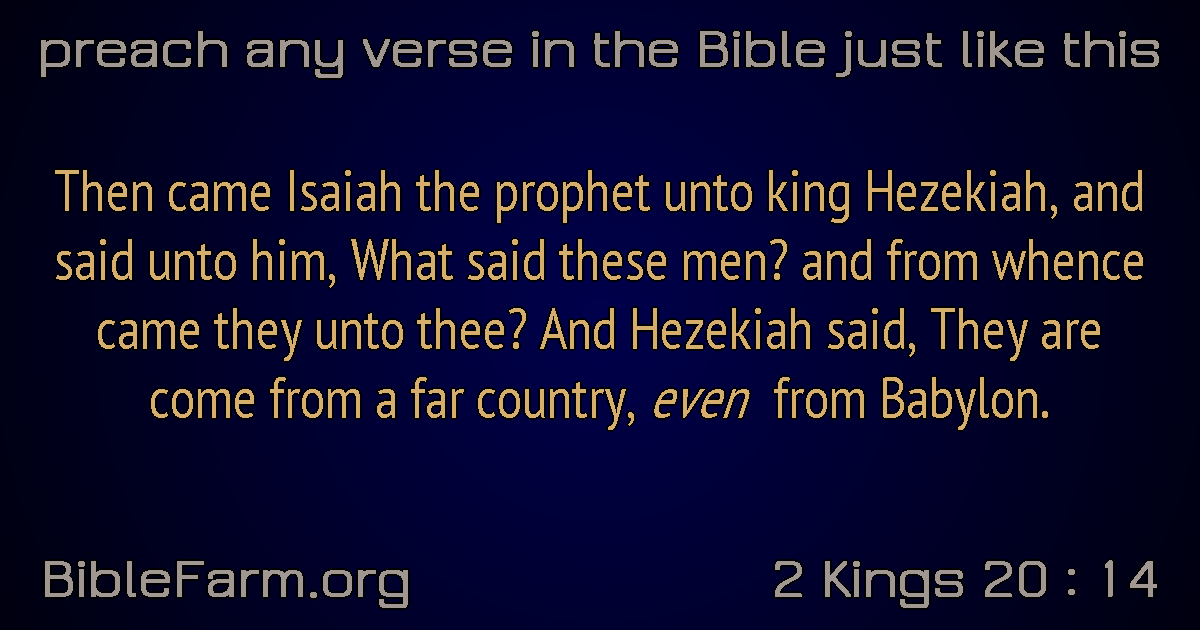 preach any verse in the Bible just like this
Then came Isaiah the prophet unto king Hezekiah, and
said unto him, What said these men? and from whence
came they unto thee? And Hezekiah said, They are
come from a far country, even from Babylon.
BibleFarm.org
2 Kings 20 : 14